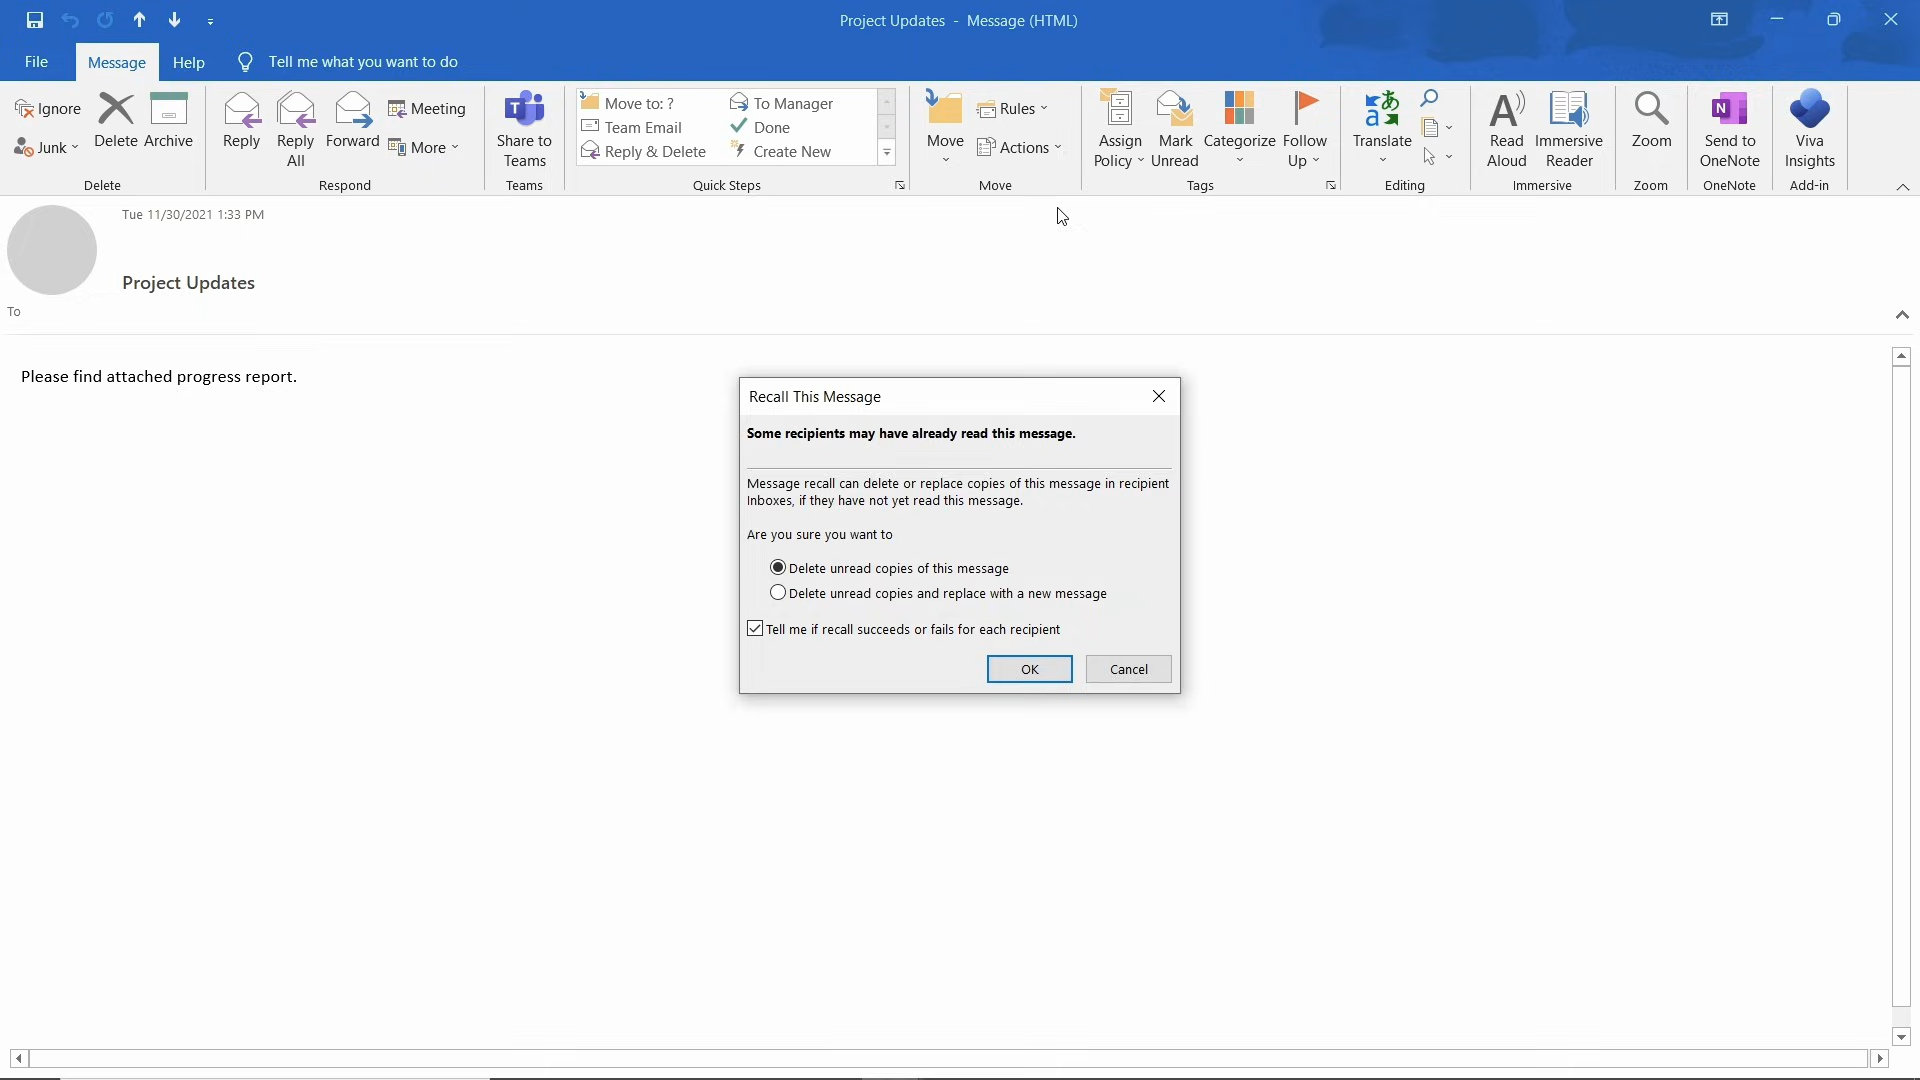 Project Updates - Message (HTML)
File Message Help Tell me what you want to do
Ignore
Junk
Delete
Archive
Delete
Reply
Reply
All
Forward
Meeting
More
Respond
Share to
Teams
Teams
Move to: ?
Team Email
Reply & Delete
To Manager
Done
Create New
Quick Steps
Move
Rules
Actions
Move
Assign
Policy
Mark
Unread
Categorize
Follow
Up
Tags
Translate
Editing
Read
Aloud
Immersive
Reader
Immersive
Zoom
Zoom
Send to
OneNote
OneNote
Viva
Insights
Add-in
Tue 11/30/2021 1:33 PM
Project Updates
To
Please find attached progress report.
Recall This Message
Some recipients may have already read this message.
Message recall can delete or replace copies of this message in recipient
Inboxes, if they have not yet read this message.
Are you sure you want to
Delete unread copies of this message
Delete unread copies and replace with a new message
Tell me if recall succeeds or fails for each recipient
OK
Cancel